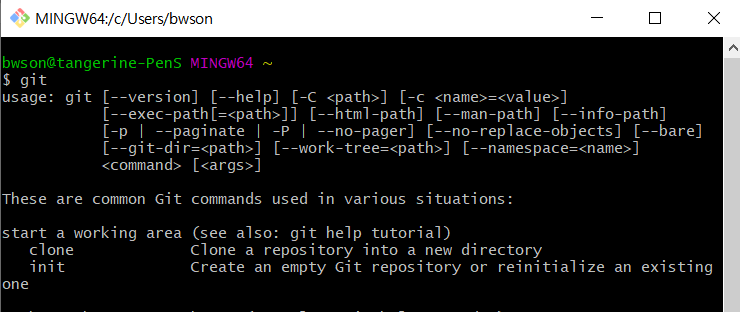 MINGW64:/c/Users/bwson
bwson@tangerine-PenS MINGW64 ~
$ git
usage: git [--version] [--help] [-C <path>] [-c <name>=<value>]
[--exec-path[=<path>]] [--html-path] [--man-path] [--info-path]
[-p | --paginate | -P | --no-pager] [--no-replace-objects] [--bare]
[--git-dir=<path>] [--work-tree=<path>] [--namespace=<name>]
<command> [<args>]
These are common Git commands used in various situations:
start a working area (see also: git help tutorial)
clone Clone a repository into a new directory
init Create an empty Git repository or reinitialize an existing
one